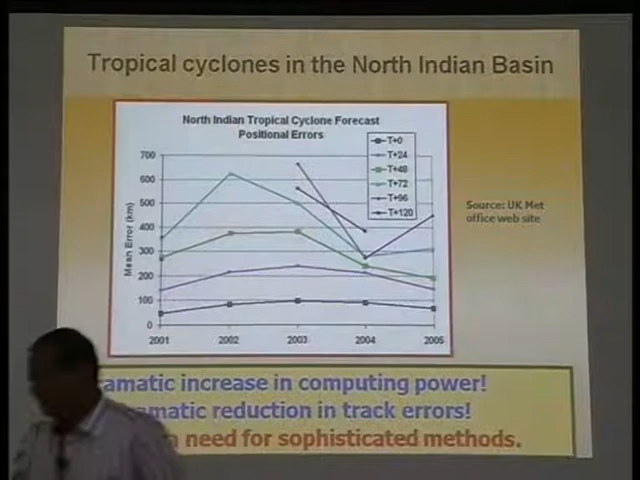 Tropical cyclones in the North Indian Basin
North Indian Tropical Cyclone Forecast
Positional Errors
T+0
T+24
T+48
T+72
T+96
T+120
Mean Error (km)
700
600
500
400
300
200
100
0
2001
2002
2003
2004
2005
Source: UK Met
office web site
amatic increase in computing power!
matic reduction in track errors!
need for sophisticated methods.